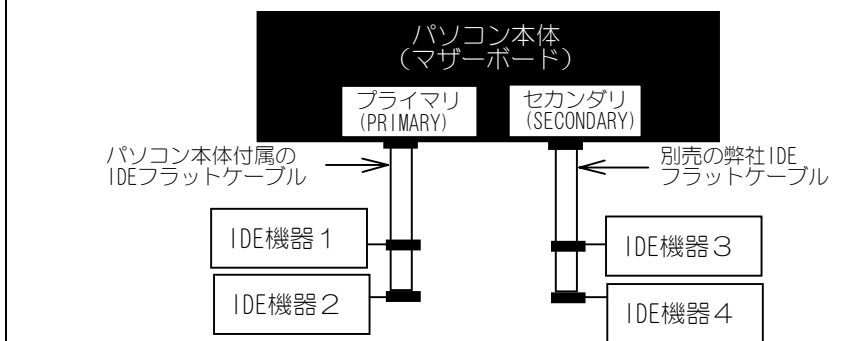 パソコン本体
（マザーボード）
プライマリ
(PRIMARY)
セカンダリ
(SECONDARY)
パソコン本体付属の
IDEフラットケーブル
別売の弊社IDE
フラットケーブル
IDE機器１
IDE機器３
IDE機器２
IDE機器４